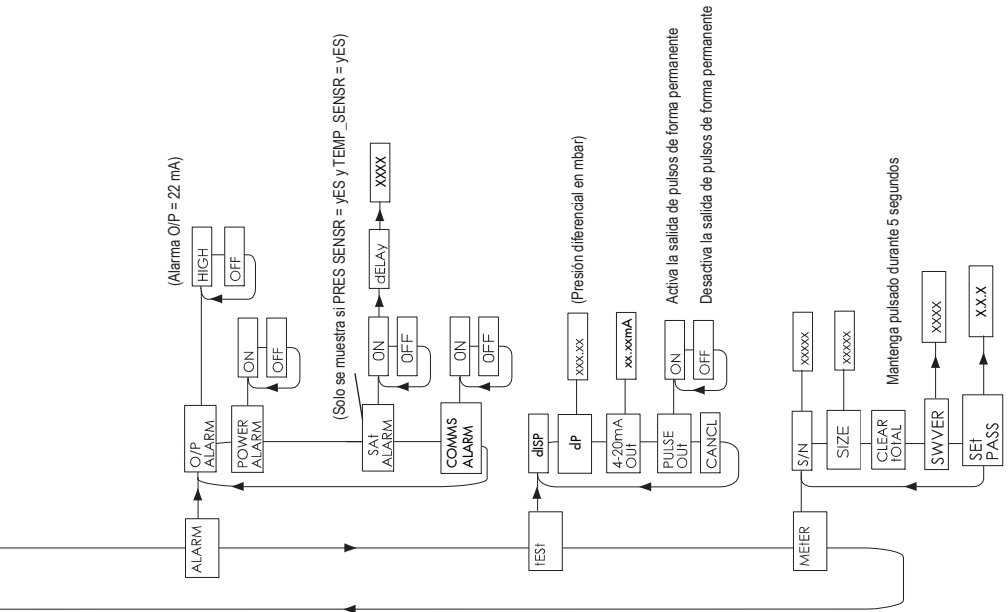 ALARM
O/P
ALARM
HIGH
OFF
(Alarma O/P = 22 mA)
POWER
ALARM
ON
OFF
(Solo se muestra si PRES SENSR = yES y TEMP_SENSR = yES)
SAt
ALARM
ON
OFF
dELAy
XXXX
COMMS
ALARM
ON
OFF
tESt
dISP
dP
xxx.xx
(Presión diferencial en mbar)
4-20mA
OUt
xx.xxmA
PULSE
OUt
ON
OFF
Activa la salida de pulsos de forma permanente
Desactiva la salida de pulsos de forma permanente
CANCL
MEtER
S/N
xxxxx
SIZE
xxxxx
CLEAR
tOtAL
Mantenga pulsado durante 5 segundos
SWVER
xxxx
SEt
PASS
X.X.X